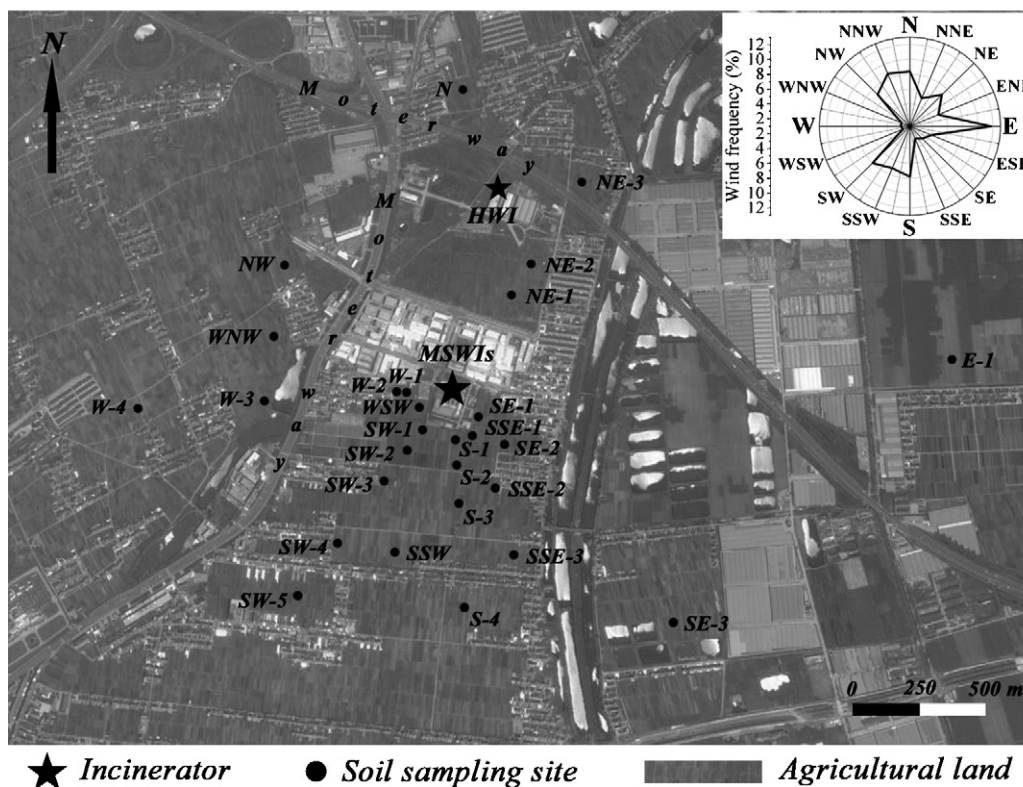 N
Motorway
Motorway
N
HWI
NE-3
NW
NE-2
NE-1
WNW
MSWIs
W-1
W-2
W-3
W-4
WSW
SE-1
SSE-1
SW-1
S-1
SE-2
SW-2
S-2
SW-3
SSE-2
S-3
SW-4
SSW
SSE-3
SW-5
S-4
SE-3
E-1
0 250 500 m
Wind frequency (%)
12
10
8
6
4
2
2
4
6
8
10
12
N
NNE
NE
ENE
E
ESE
SE
SSE
S
SSW
SW
WSW
W
WNW
NW
NNW
Incinerator
Soil sampling site
Agricultural land